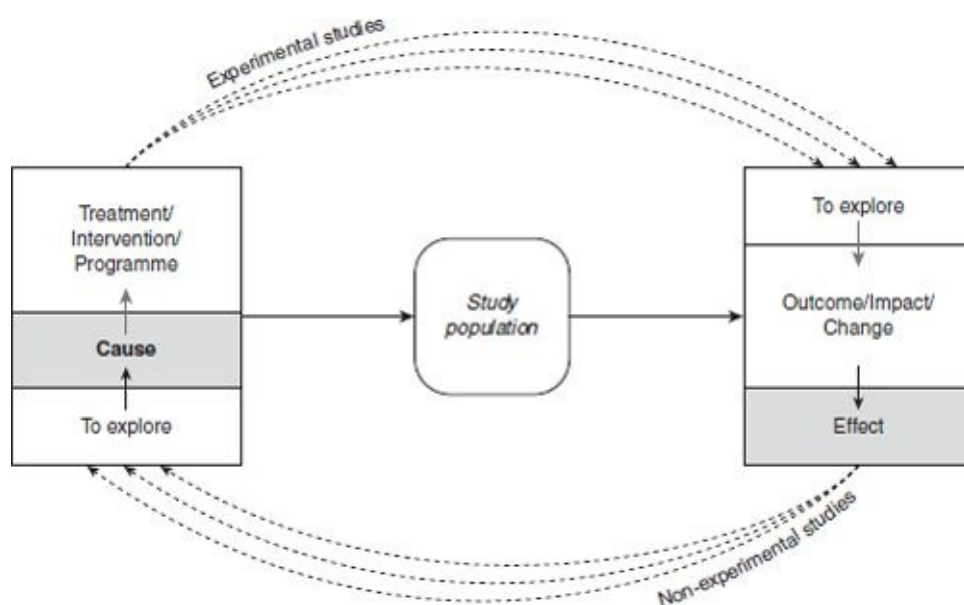 Experimental studies
Treatment/
Intervention/
Programme
Cause
To explore
Study
population
To explore
Outcome/Impact/
Change
Effect
Non-experimental studies